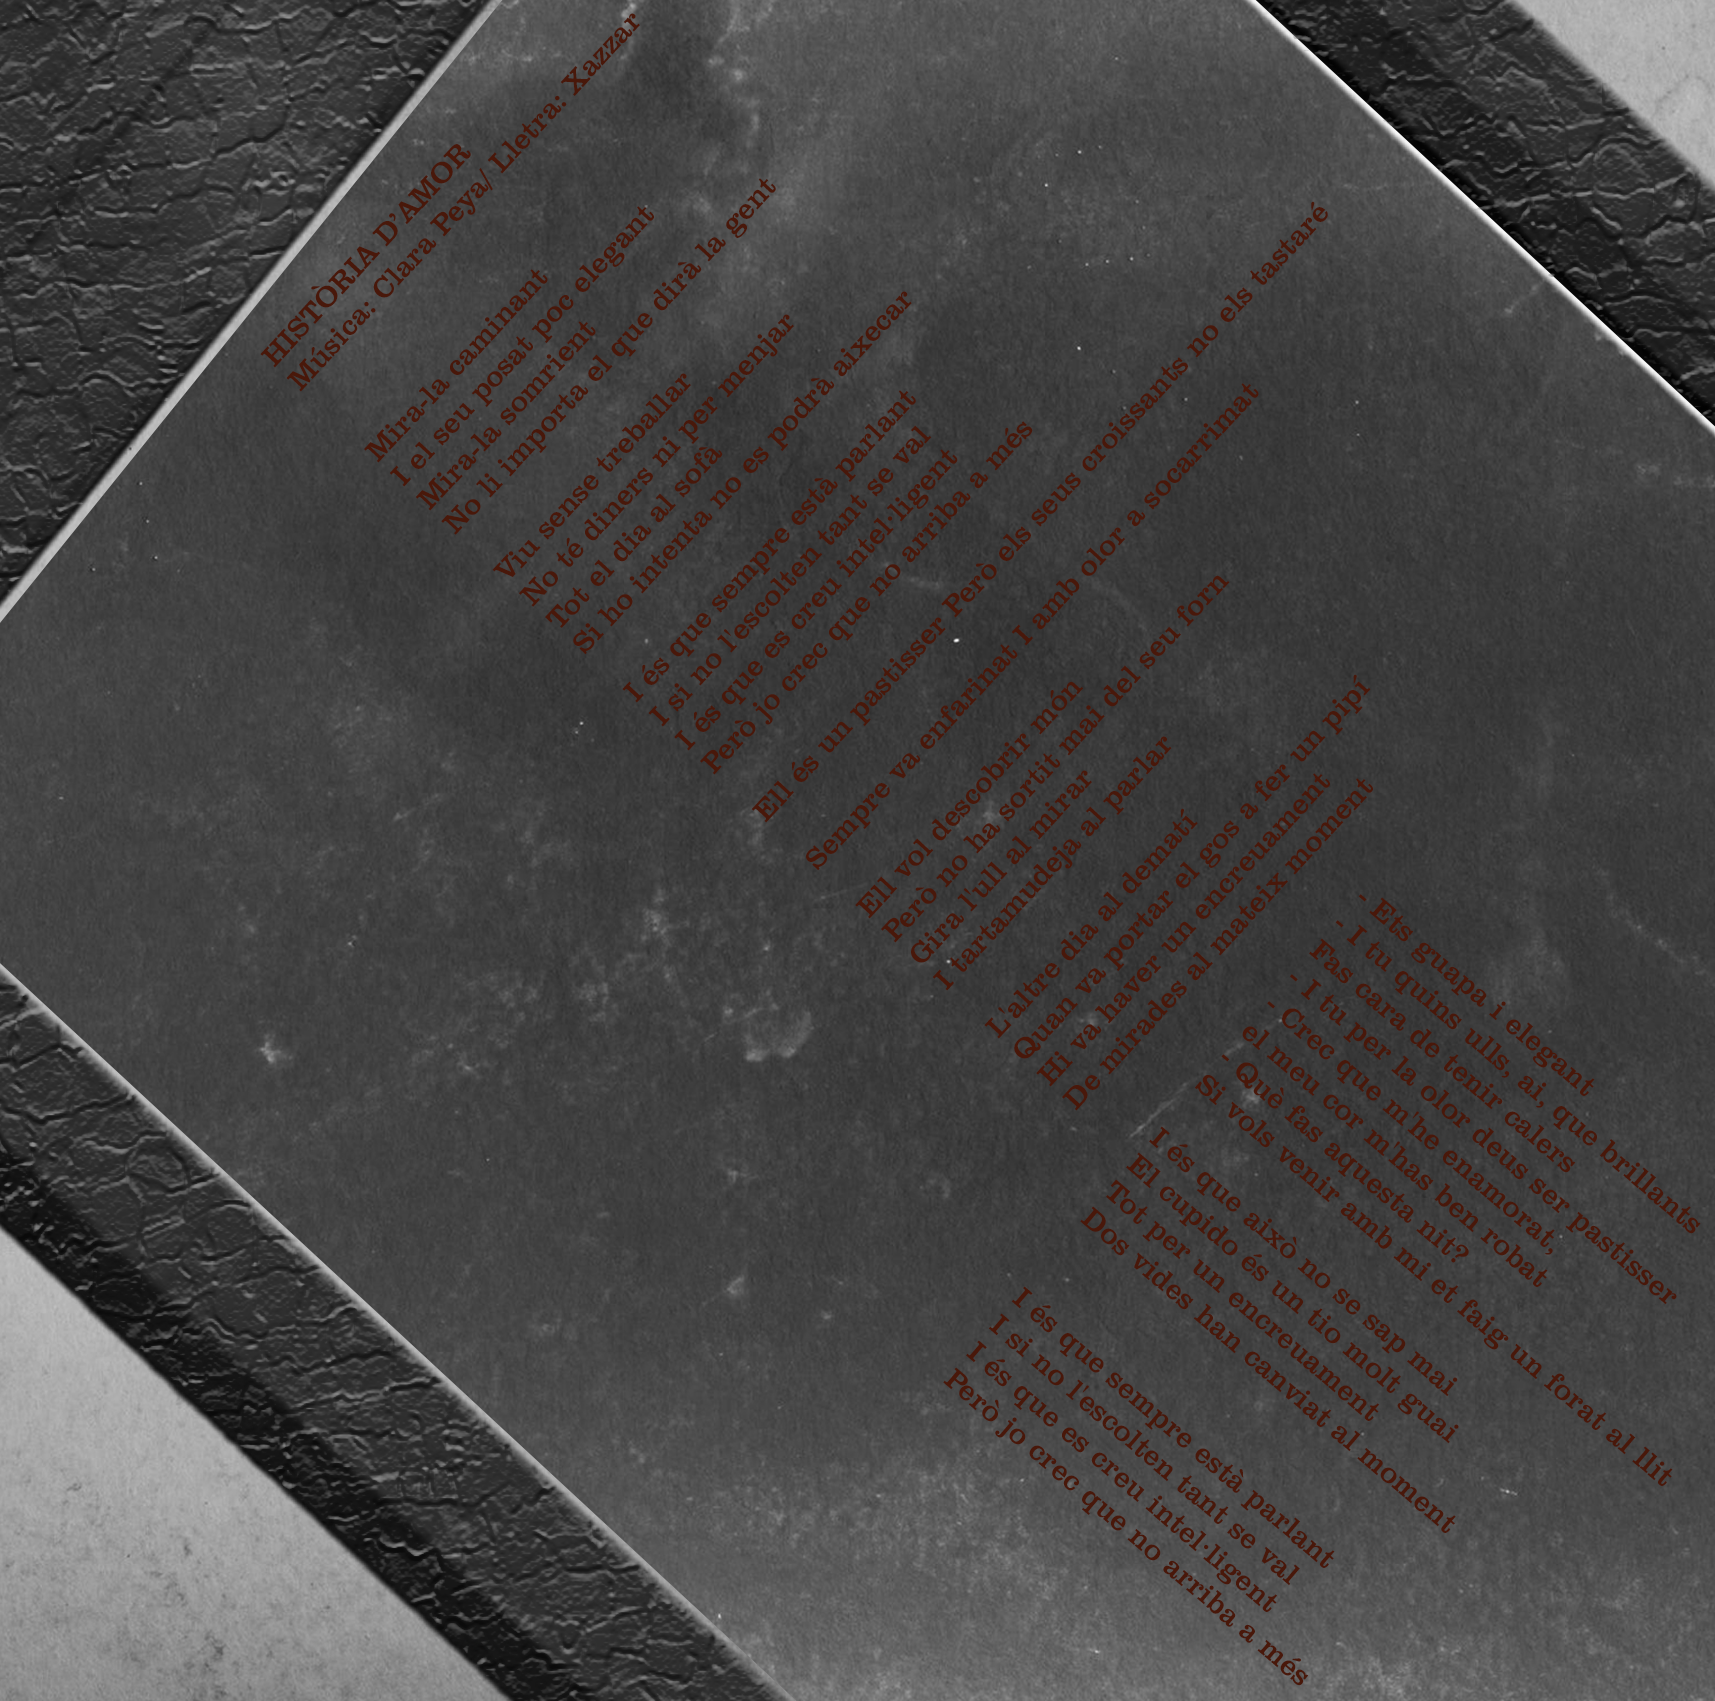 HISTÒRIA D'AMOR
Música: Clara Peya/ Lletra: Xazzar
Mira-la caminant
I el seu posat poc elegant
Mira-la somrient
No li importa el que dirà la gent
Viu sense treballar
No té diners ni per menjar
Tot el dia al sofà
Si ho intenta no es podrà aixecar
I és que sempre està parlant
I si no l'escolten tant se val
I és que es creu intel·ligent
Però jo crec que no arriba a més
Ell és un pastisser Però els seus croissants no els tastaré
Sempre va enfarinat I amb olor a socarrimat
Ell vol descobrir món
Però no ha sortit mai del seu forn
Gira l'ull al mirar
I tartamudeja al parlar
L'altre dia al dematí
Quan va portar el gos a fer un pipí
Hi va haver un encreuament
De mirades al mateix moment
- Ets guapa i elegant
- I tu quins ulls, ai, que brillants
Fas cara de tenir calers
- I tu per la olor deus ser pastisser
- Crec que m'he enamorat,
el meu cor m'has ben robat
- Què fas aquesta nit?
Si vols venir amb mi et faig un forat al llit
I és que això no se sap mai
El cupído és un tio molt guai
Tot per un encreuament
Dos vides han canviat al moment
I és que sempre està parlant
I si no l'escolten tant se val
I és que es creu intel·ligent
Però jo crec que no arriba a més